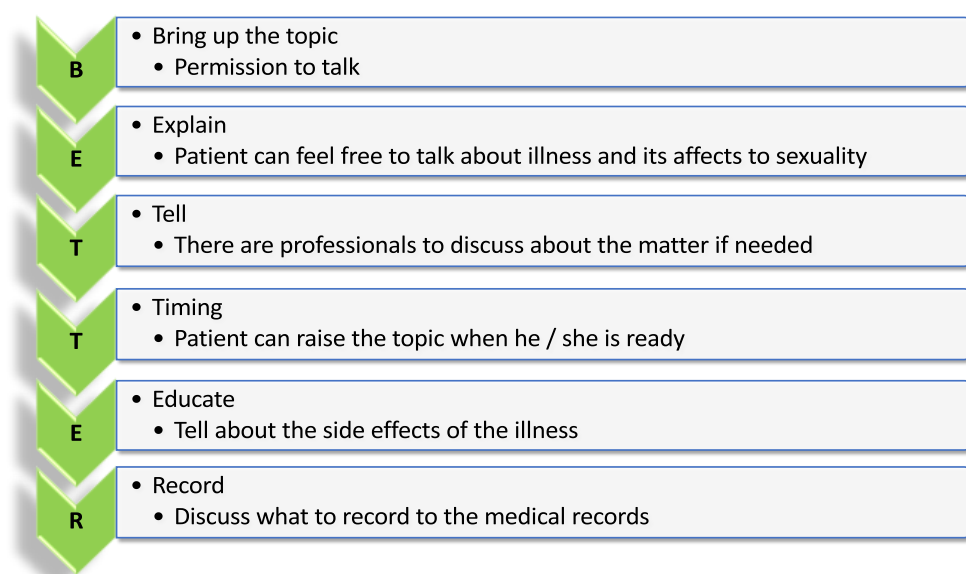 B
• Bring up the topic
• Permission to talk
E
• Explain
• Patient can feel free to talk about illness and its affects to sexuality
T
• Tell
• There are professionals to discuss about the matter if needed
T
• Timing
• Patient can raise the topic when he / she is ready
E
• Educate
• Tell about the side effects of the illness
R
• Record
• Discuss what to record to the medical records